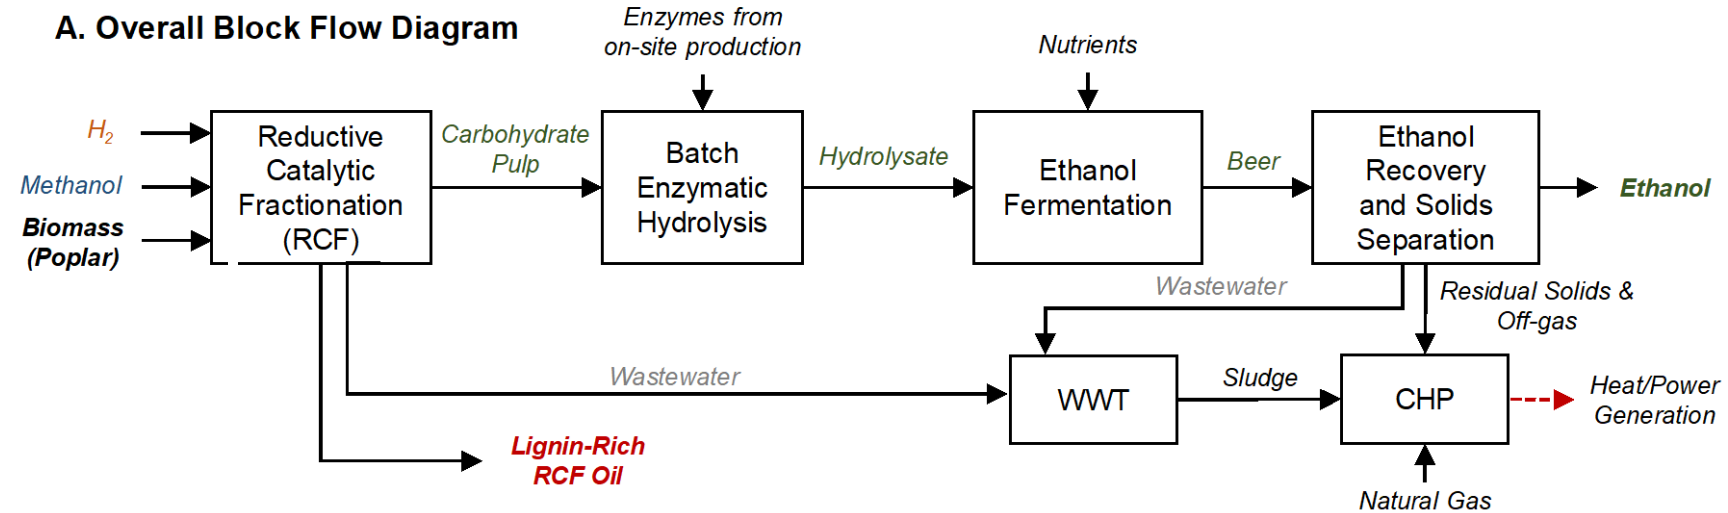 A. Overall Block Flow Diagram
Enzymes from
on-site production
Nutrients
H2
Methanol
Biomass
(Poplar)
Reductive
Catalytic
Fractionation
(RCF)
Carbohydrate
Pulp
Batch
Enzymatic
Hydrolysis
Hydrolysate
Ethanol
Fermentation
Beer
Ethanol
Recovery
and Solids
Separation
Ethanol
Wastewater
Residual Solids &
Off-gas
Wastewater
WWT
Sludge
CHP
Heat/Power
Generation
Lignin-Rich
RCF Oil
Natural Gas